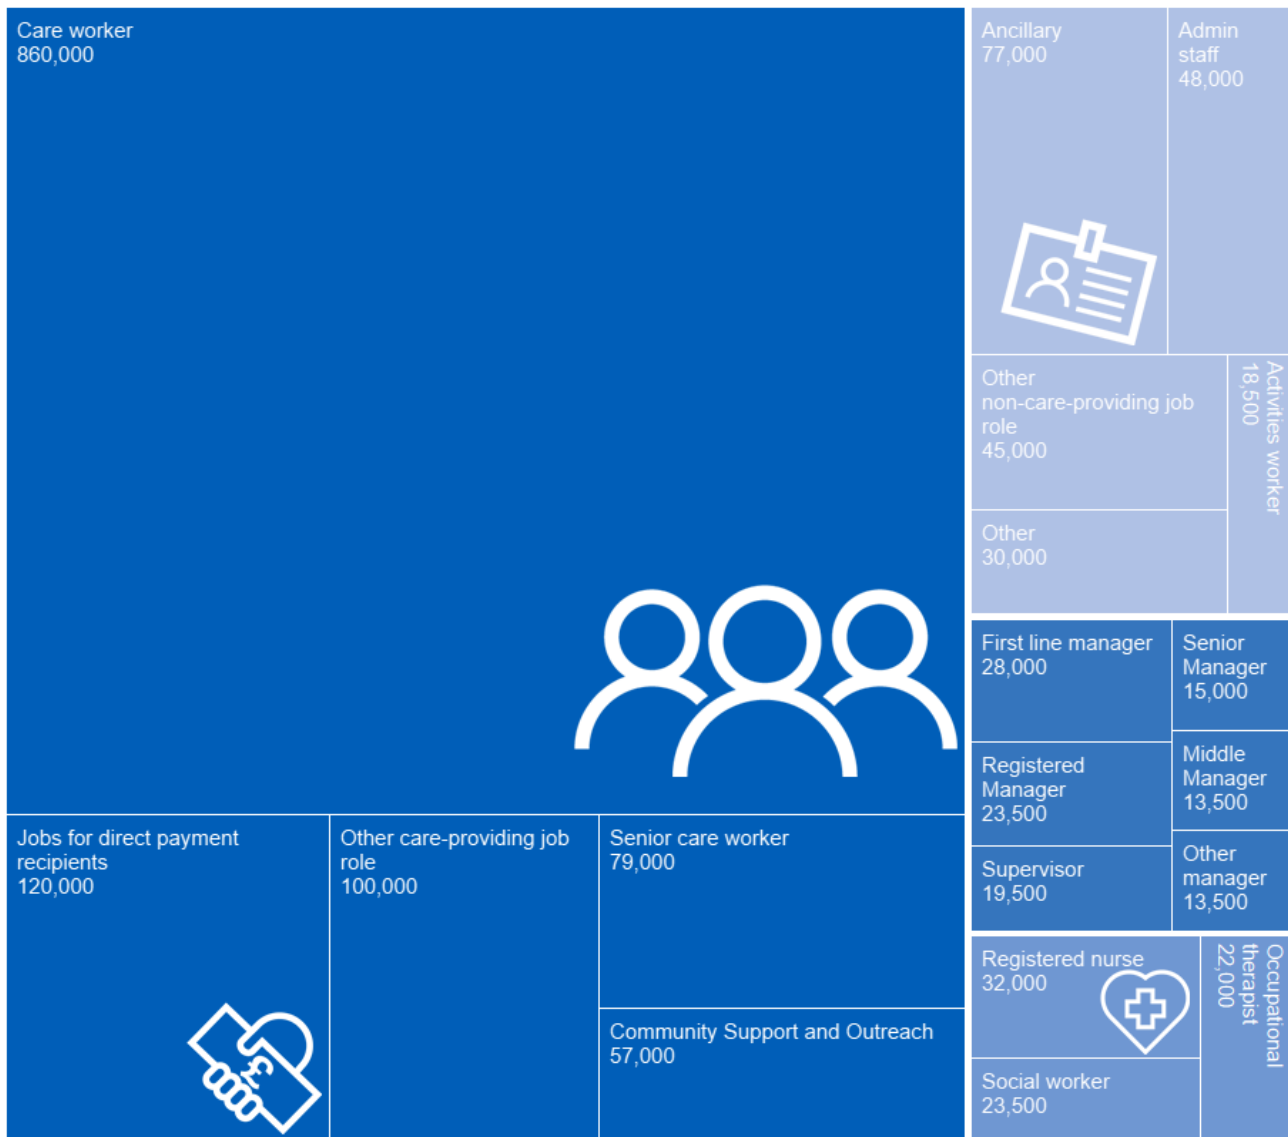 Care worker
860,000
Jobs for direct payment
recipients
120,000
£
Other care-providing job
role
100,000
Senior care worker
79,000
Community Support and Outreach
57,000
Ancillary
77,000
Admin
staff
48,000
Other
non-care-providing job
role
45,000
Activities worker
18,500
Other
30,000
First line manager
28,000
Senior
Manager
15,000
Registered
Manager
23,500
Middle
Manager
13,500
Supervisor
19,500
Other
manager
13,500
Registered nurse
32,000
Occupational
therapist
22,000
Social worker
23,500